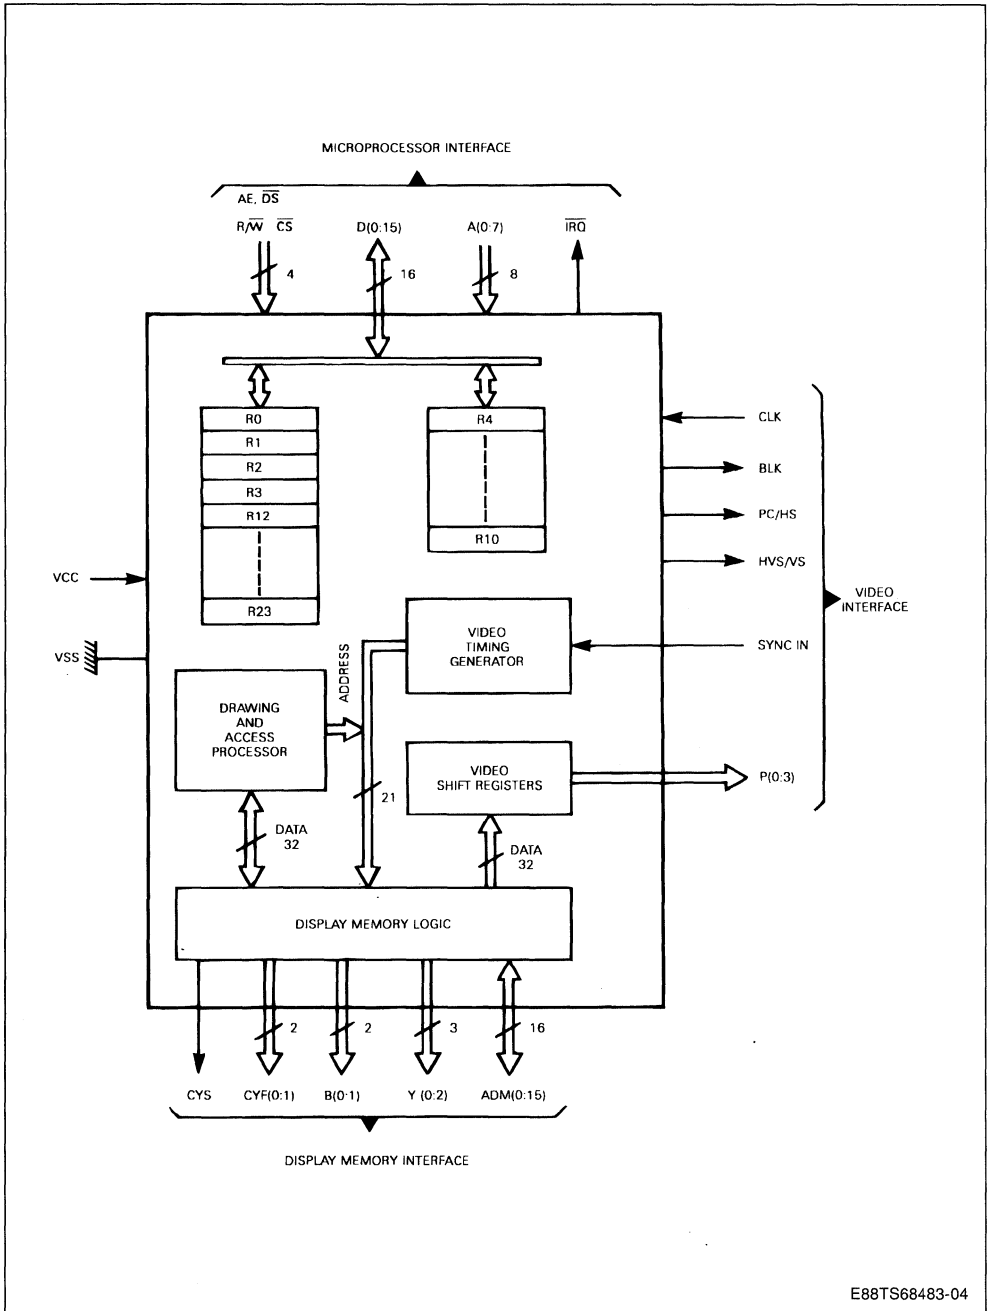 MICROPROCESSOR INTERFACE
AE, D̅S̅
R/W̅ C̅S̅ D(0:15) A(0:7) I̅R̅Q̅
4 16 8
R0 R4
R1
R2
R3
R12
R10
R23
CLK
BLK
PC/HS
HVS/VS
SYNC IN
P(0:3)
VIDEO
INTERFACE
VCC
VSS
VIDEO
TIMING
GENERATOR
ADDRESS
DRAWING
AND
ACCESS
PROCESSOR
VIDEO
SHIFT REGISTERS
21
DATA
32
DATA
32
DISPLAY MEMORY LOGIC
2 2 3 16
CYS CYF(0:1) B(0:1) Y (0:2) ADM(0:15)
DISPLAY MEMORY INTERFACE
E88TS68483-04